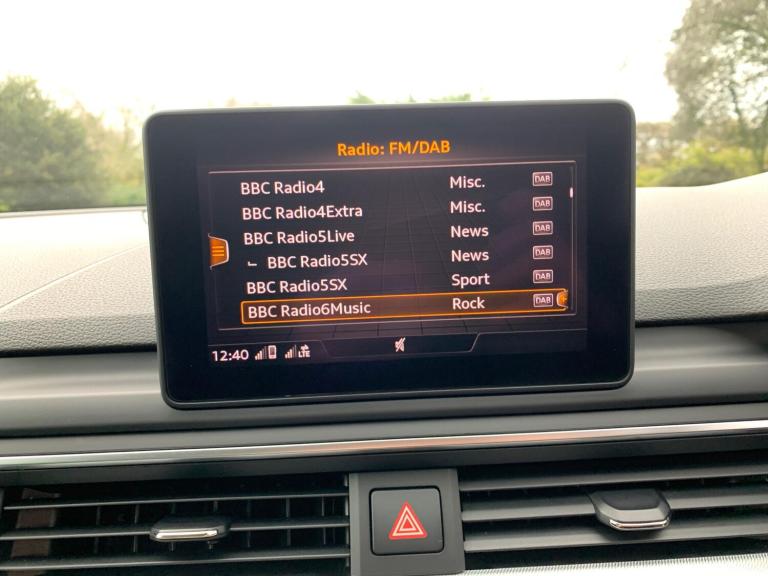 Radio: FM/DAB
BBC Radio4 Misc. DAB
BBC Radio4Extra Misc. DAB
BBC Radio5Live News DAB
BBC Radio5SX News DAB
BBC Radio5SX Sport DAB
BBC Radio6Music Rock DAB
12:40 LTE